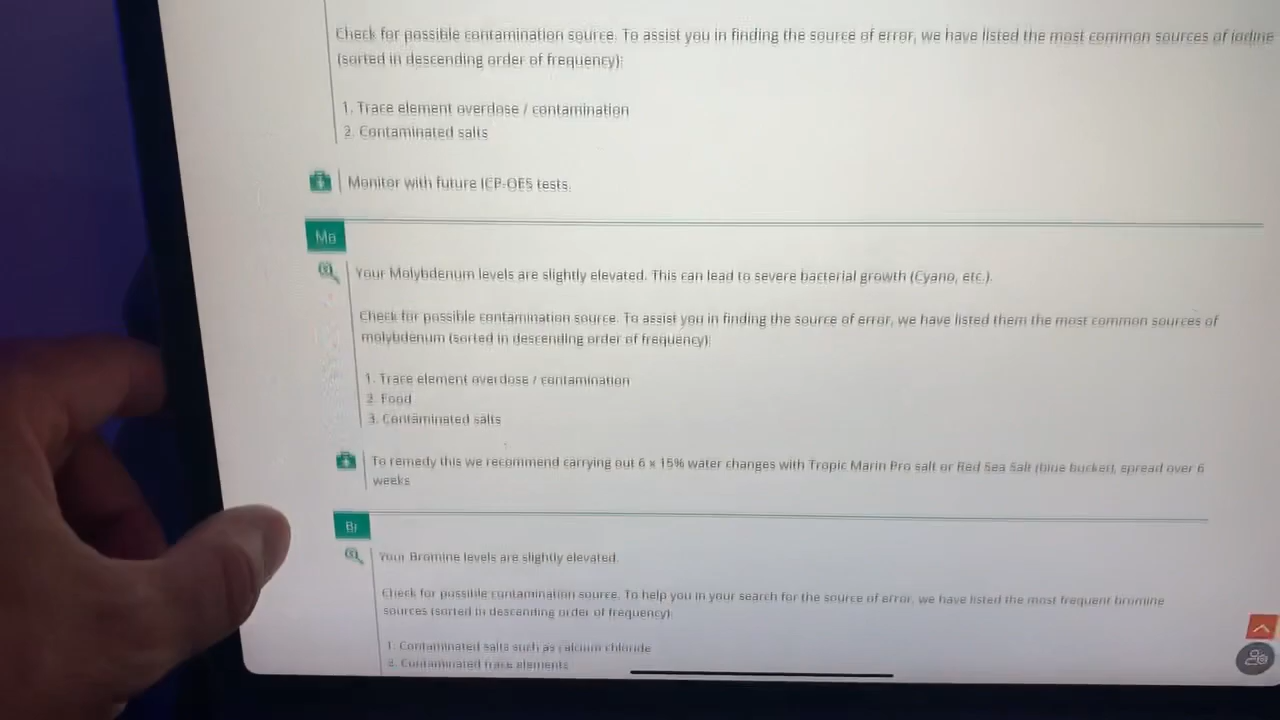 Check for possible contamination source. To assist you in finding the source of error, we have listed the most common sources of iodine
(sorted in descending order of frequency):
1. Trace element overdose / contamination
2. Contaminated salts
Monitor with future ICP-OES tests.
Mo
Your Molybdenum levels are slightly elevated. This can lead to severe bacterial growth (Cyano, etc.).
Check for possible contamination source. To assist you in finding the source of error, we have listed them the most common sources of
molybdenum (sorted in descending order of frequency):
1. Trace element overdose / contamination
2. Food
3. Contaminated salts
To remedy this we recommend carrying out 6 x 15% water changes with Tropic Marin Pro salt or Red Sea Salt (blue bucket), spread over 6
weeks
Br
Your Bromine levels are slightly elevated.
Check for possible contamination source. To help you in your search for the source of error, we have listed the most frequent bromine
sources (sorted in descending order of frequency):
1. Contaminated salts such as calcium chloride
2. Contaminated trace elements